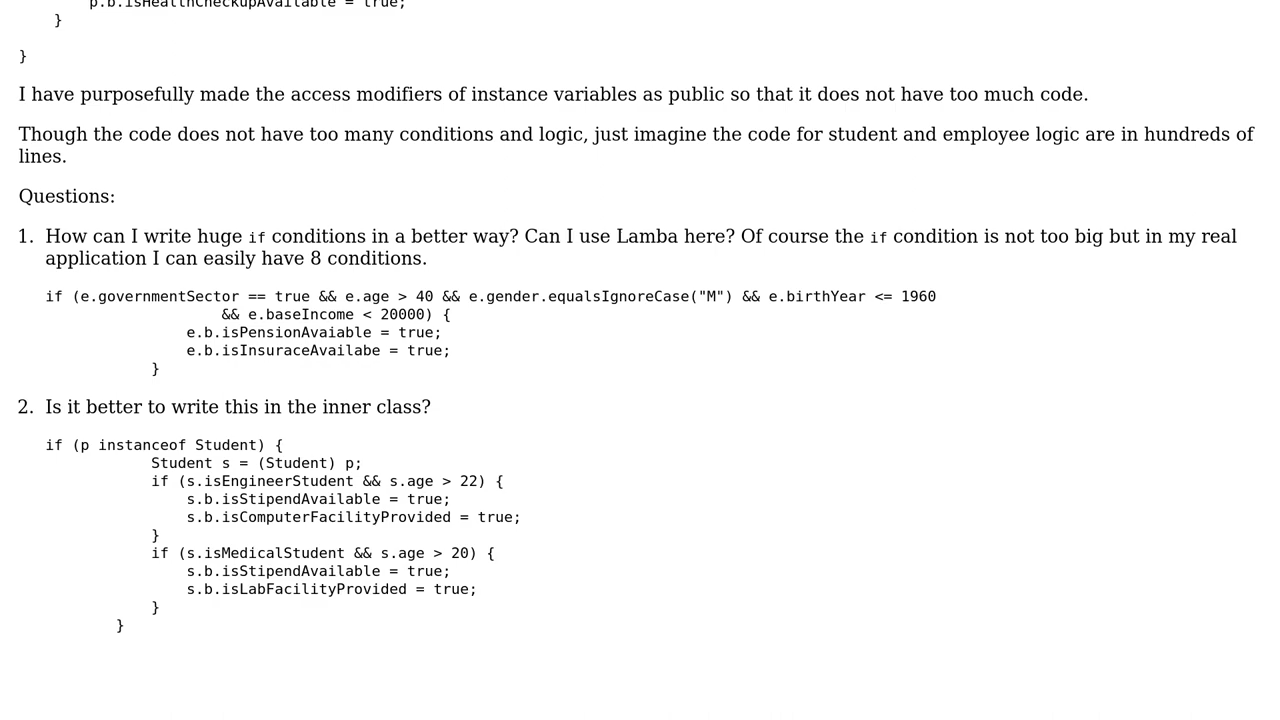 p.b.isHealthCheckupAvailable = true;
}
}
I have purposefully made the access modifiers of instance variables as public so that it does not have too much code.
Though the code does not have too many conditions and logic, just imagine the code for student and employee logic are in hundreds of
lines.
Questions:
1. How can I write huge if conditions in a better way? Can I use Lamba here? Of course the if condition is not too big but in my real
application I can easily have 8 conditions.
if (e.governmentSector == true && e.age > 40 && e.gender.equalsIgnoreCase("M") && e.birthYear <= 1960
&& e.baseIncome < 20000) {
e.b.isPensionAvaiable = true;
e.b.isInsuraceAvailabe = true;
}
2. Is it better to write this in the inner class?
if (p instanceof Student) {
Student s = (Student) p;
if (s.isEngineerStudent && s.age > 22) {
s.b.isStipendAvailable = true;
s.b.isComputerFacilityProvided = true;
}
if (s.isMedicalStudent && s.age > 20) {
s.b.isStipendAvailable = true;
s.b.isLabFacilityProvided = true;
}
}